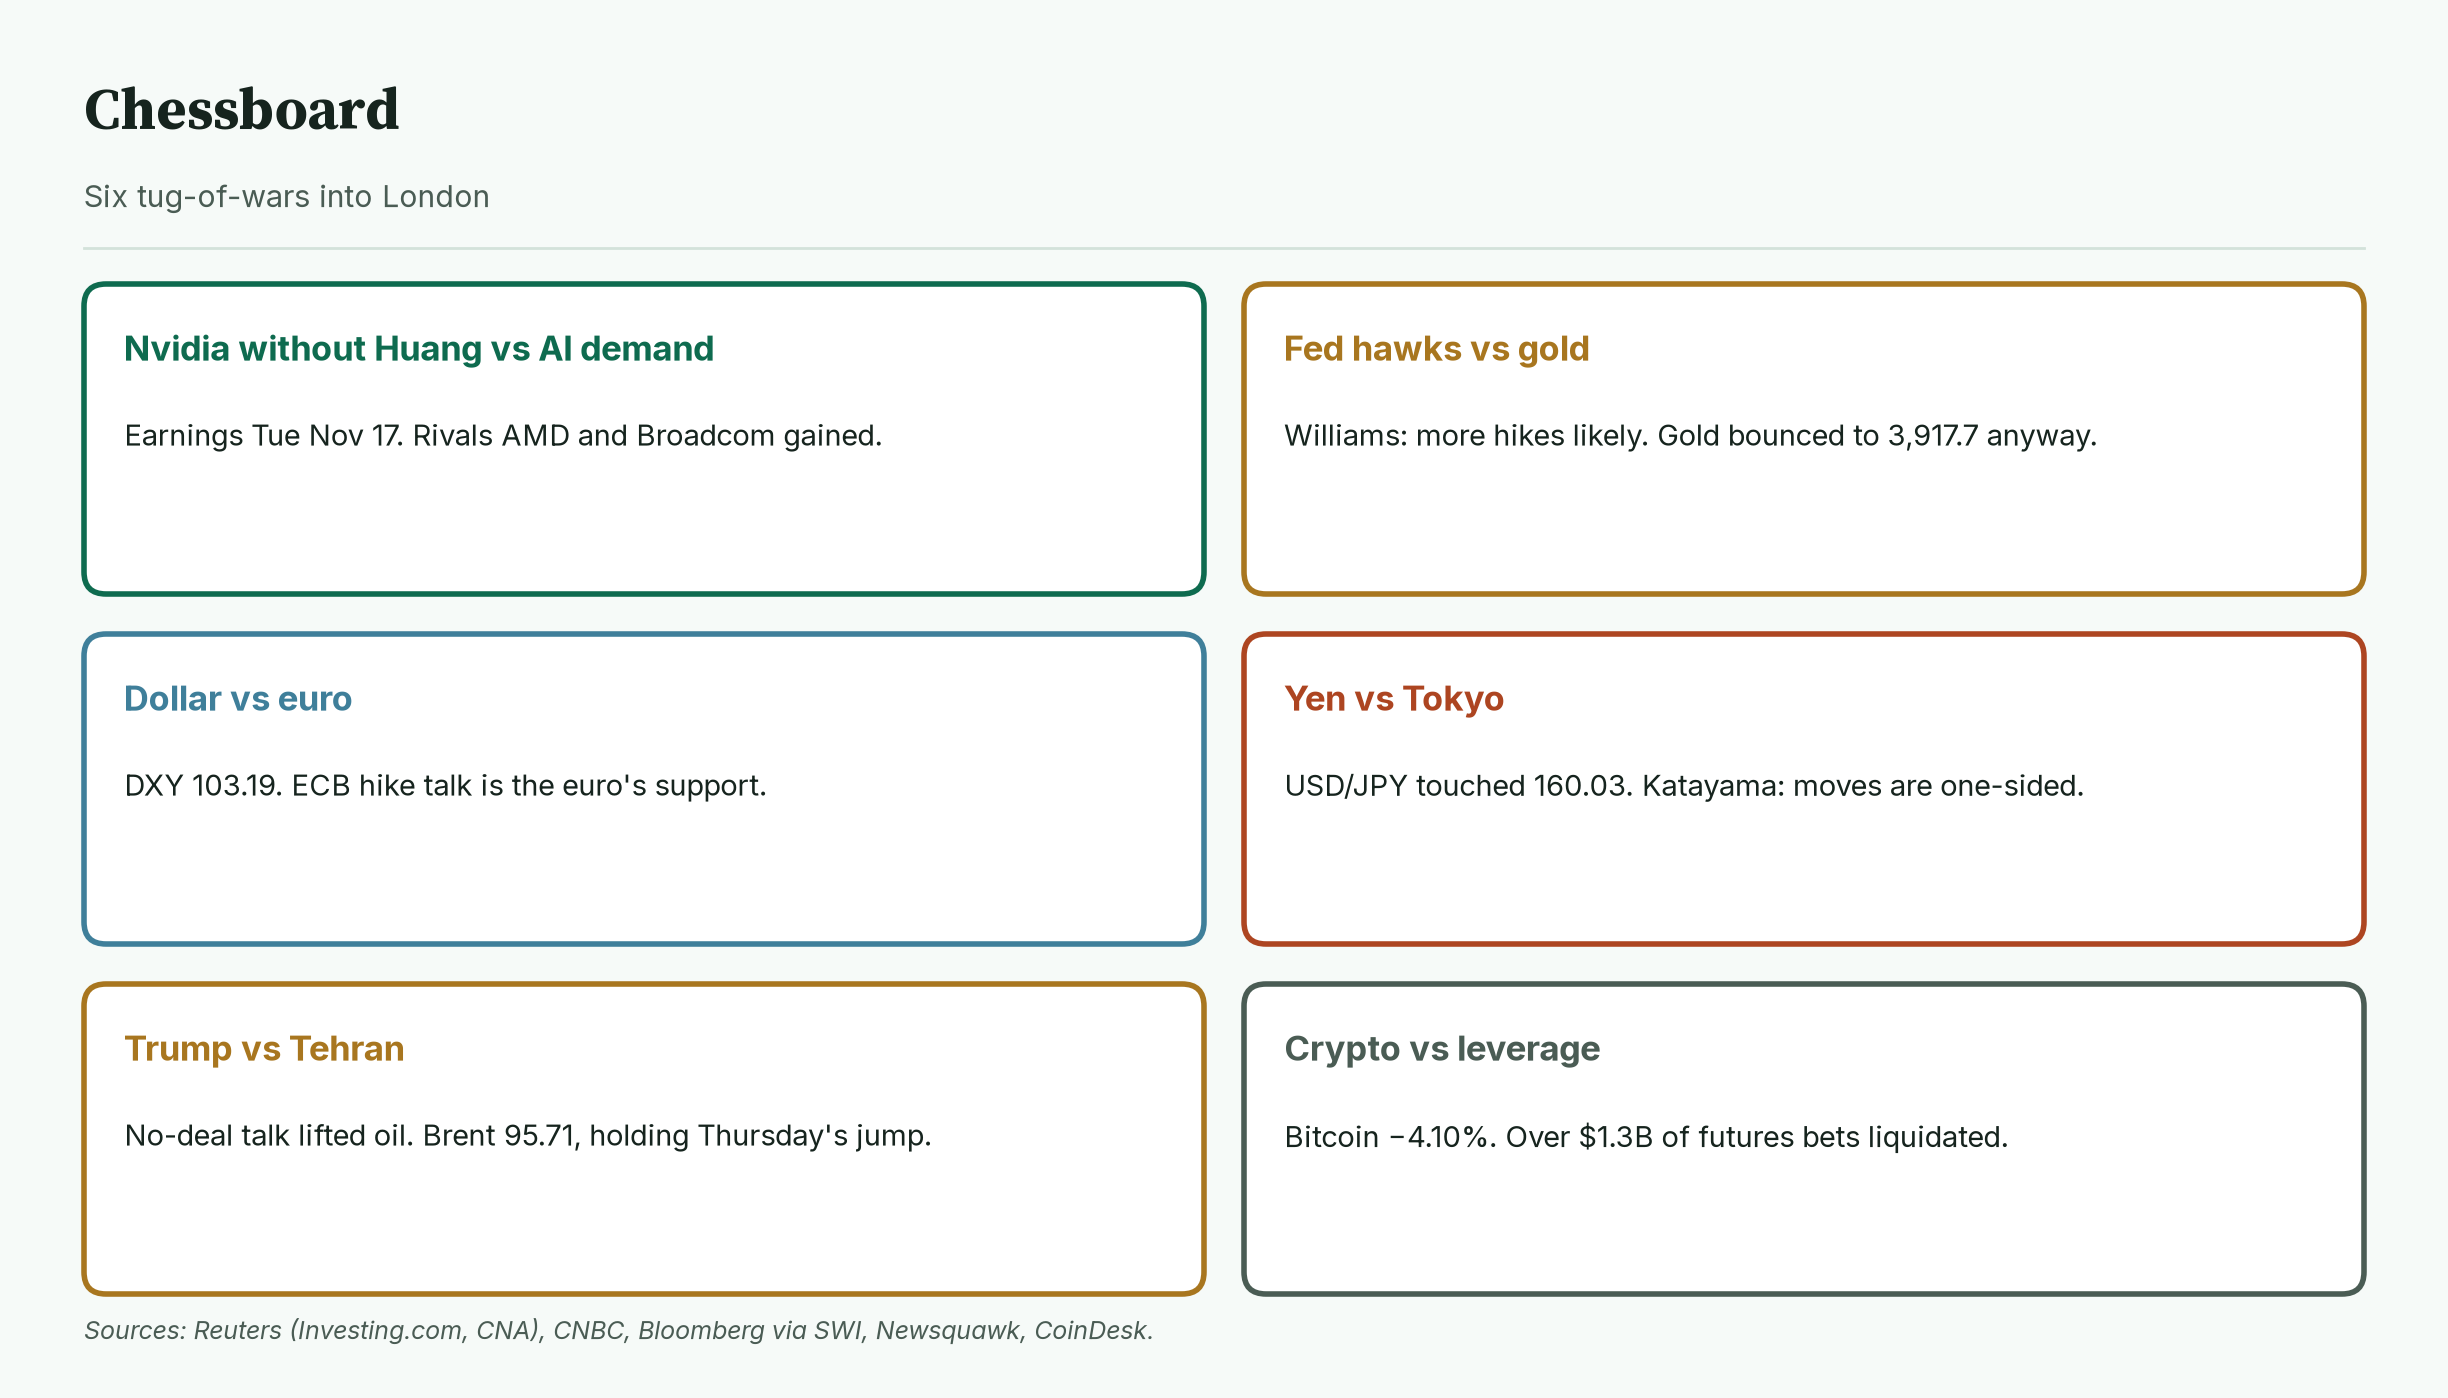 Chessboard
Six tug-of-wars into London
Nvidia without Huang vs AI demand
Earnings Tue Nov 17. Rivals AMD and Broadcom gained.
Fed hawks vs gold
Williams: more hikes likely. Gold bounced to 3,917.7 anyway.
Dollar vs euro
DXY 103.19. ECB hike talk is the euro's support.
Yen vs Tokyo
USD/JPY touched 160.03. Katayama: moves are one-sided.
Trump vs Tehran
No-deal talk lifted oil. Brent 95.71, holding Thursday's jump.
Crypto vs leverage
Bitcoin −4.10%. Over $1.3B of futures bets liquidated.
Sources: Reuters (Investing.com, CNA), CNBC, Bloomberg via SWI, Newsquawk, CoinDesk.